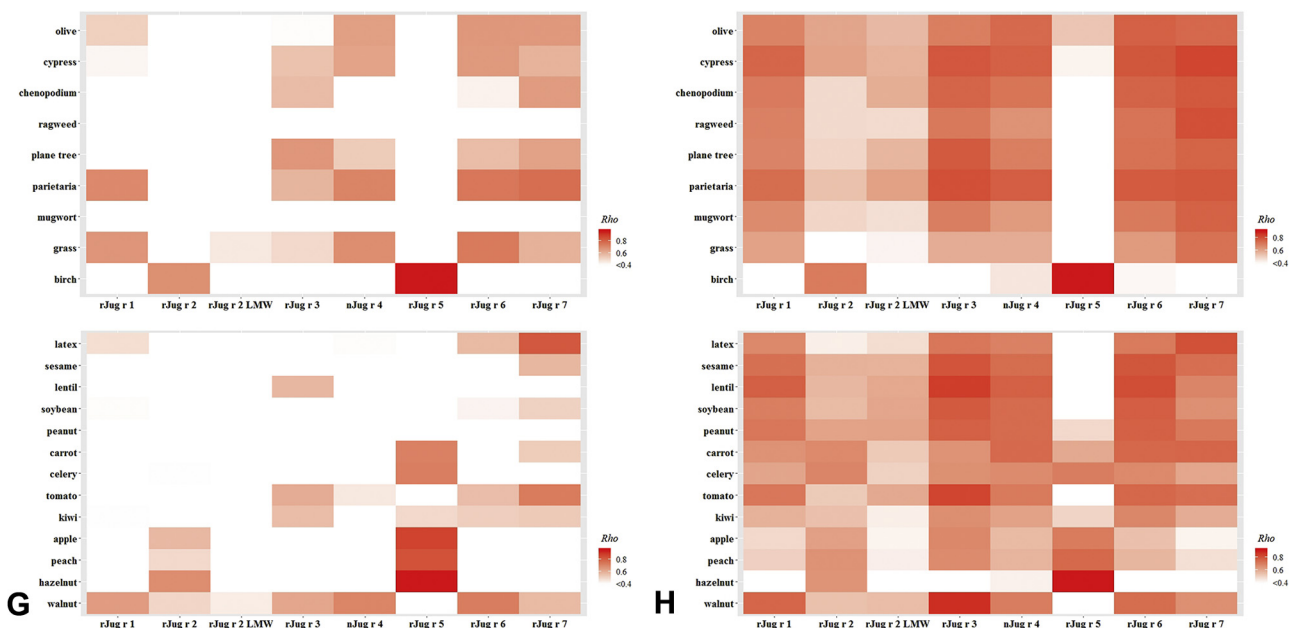 olive
cypress
chenopodium
ragweed
plane tree
parietaria
mugwort
grass
birch
rJug r 1 rJug r 2 rJug r 2 LMW rJug r 3 nJug r 4 rJug r 5 rJug r 6 rJug r 7
Rho
0.8
0.6
<0.4
olive
cypress
chenopodium
ragweed
plane tree
parietaria
mugwort
grass
birch
rJug r 1 rJug r 2 rJug r 2 LMW rJug r 3 nJug r 4 rJug r 5 rJug r 6 rJug r 7
Rho
0.8
0.6
<0.4
latex
sesame
lentil
soybean
peanut
carrot
celery
tomato
kiwi
apple
peach
hazelnut
walnut
rJug r 1 rJug r 2 rJug r 2 LMW rJug r 3 nJug r 4 rJug r 5 rJug r 6 rJug r 7
Rho
0.8
0.6
<0.4
G
latex
sesame
lentil
soybean
peanut
carrot
celery
tomato
kiwi
apple
peach
hazelnut
walnut
rJug r 1 rJug r 2 rJug r 2 LMW rJug r 3 nJug r 4 rJug r 5 rJug r 6 rJug r 7
Rho
0.8
0.6
<0.4
H